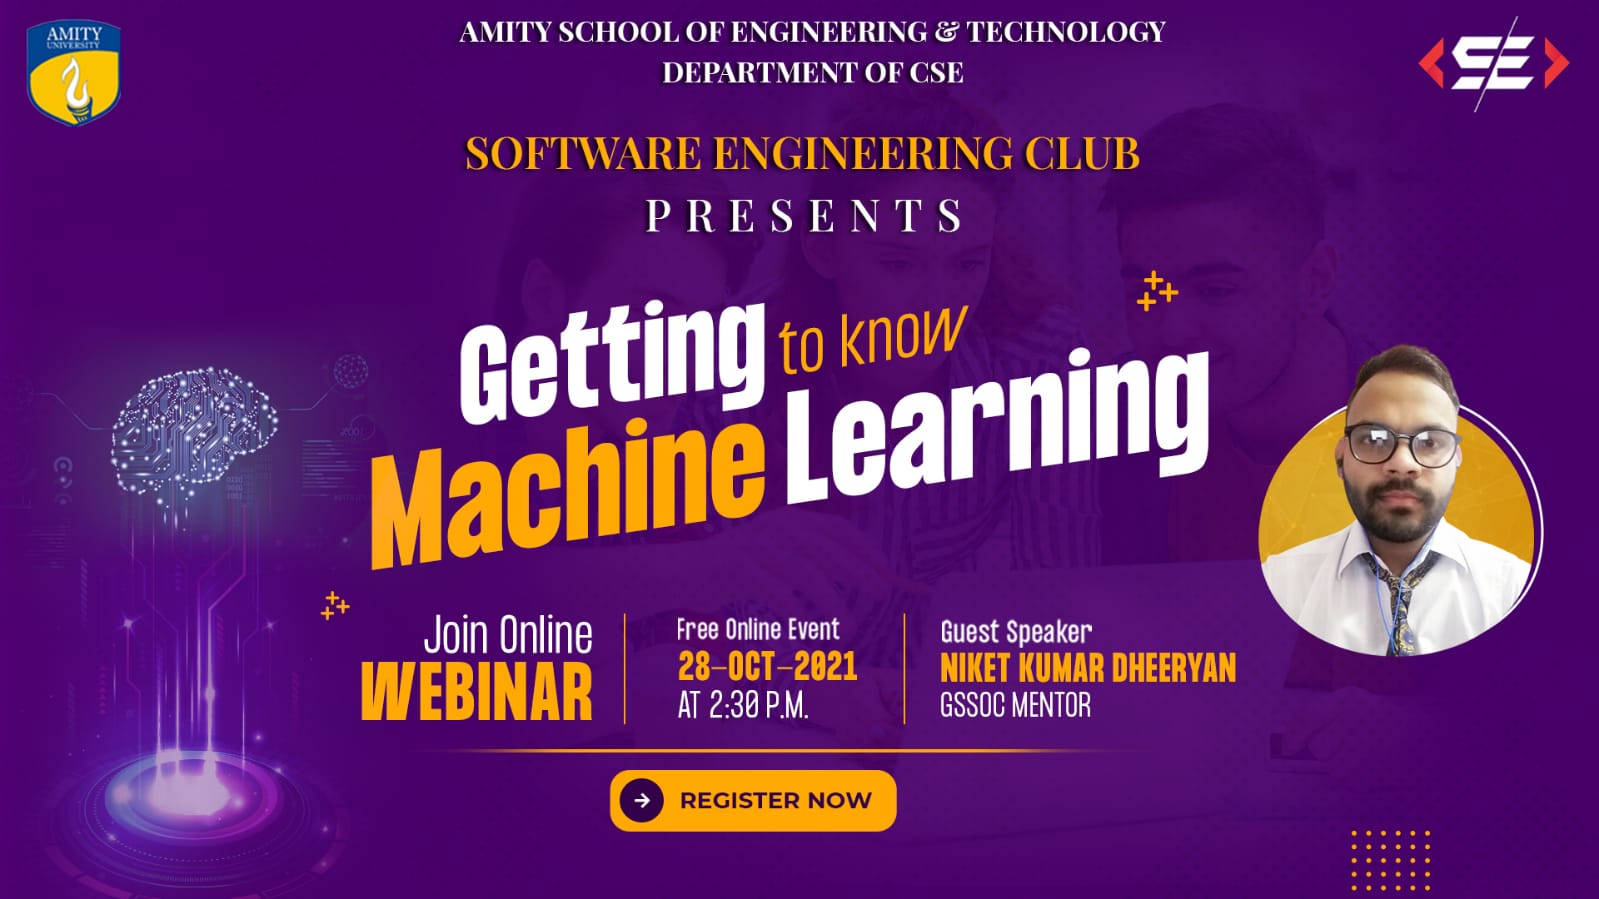 AMITY
UNIVERSITY
AMITY SCHOOL OF ENGINEERING & TECHNOLOGY
DEPARTMENT OF CSE
SE
SOFTWARE ENGINEERING CLUB
PRESENTS
Getting to know
Machine Learning
Join Online
WEBINAR
Free Online Event
28-OCT-2021
AT 2:30 P.M.
Guest Speaker
NIKET KUMAR DHEERYAN
GSSOC MENTOR
REGISTER NOW